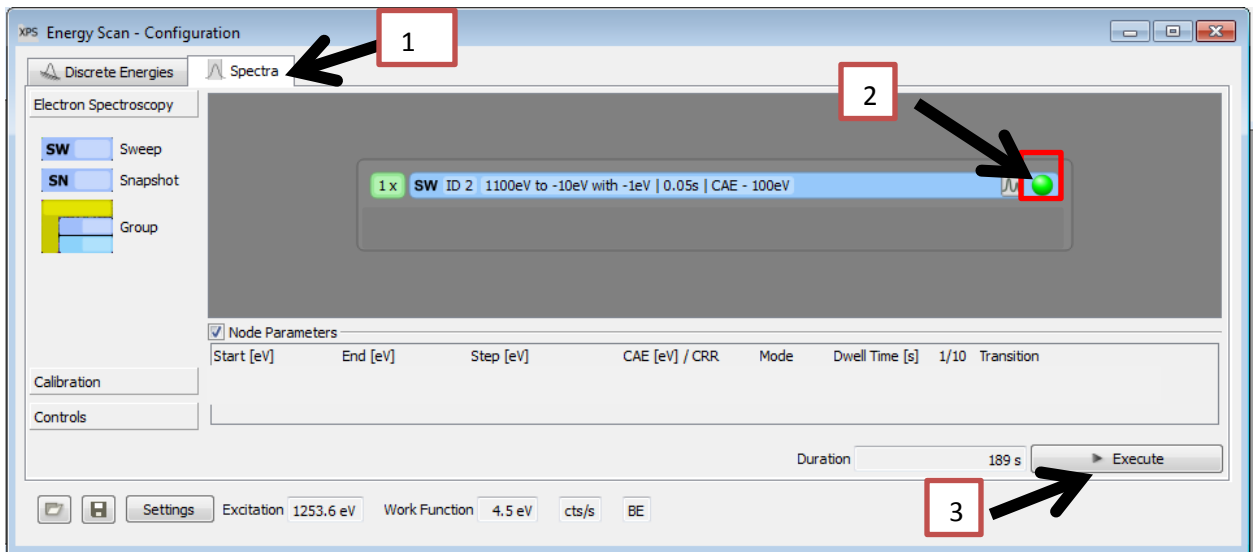 XPS Energy Scan - Configuration
1
Discrete Energies Spectra
2
Electron Spectroscopy
SW Sweep
SN Snapshot
Group
1 x SW ID 2 1100eV to -10eV with -1eV | 0.05s | CAE - 100eV
Node Parameters
Start [eV] End [eV] Step [eV] CAE [eV] / CRR Mode Dwell Time [s] 1/10 Transition
Calibration
Controls
Duration 189 s Execute
3
Settings Excitation 1253.6 eV Work Function 4.5 eV cts/s BE